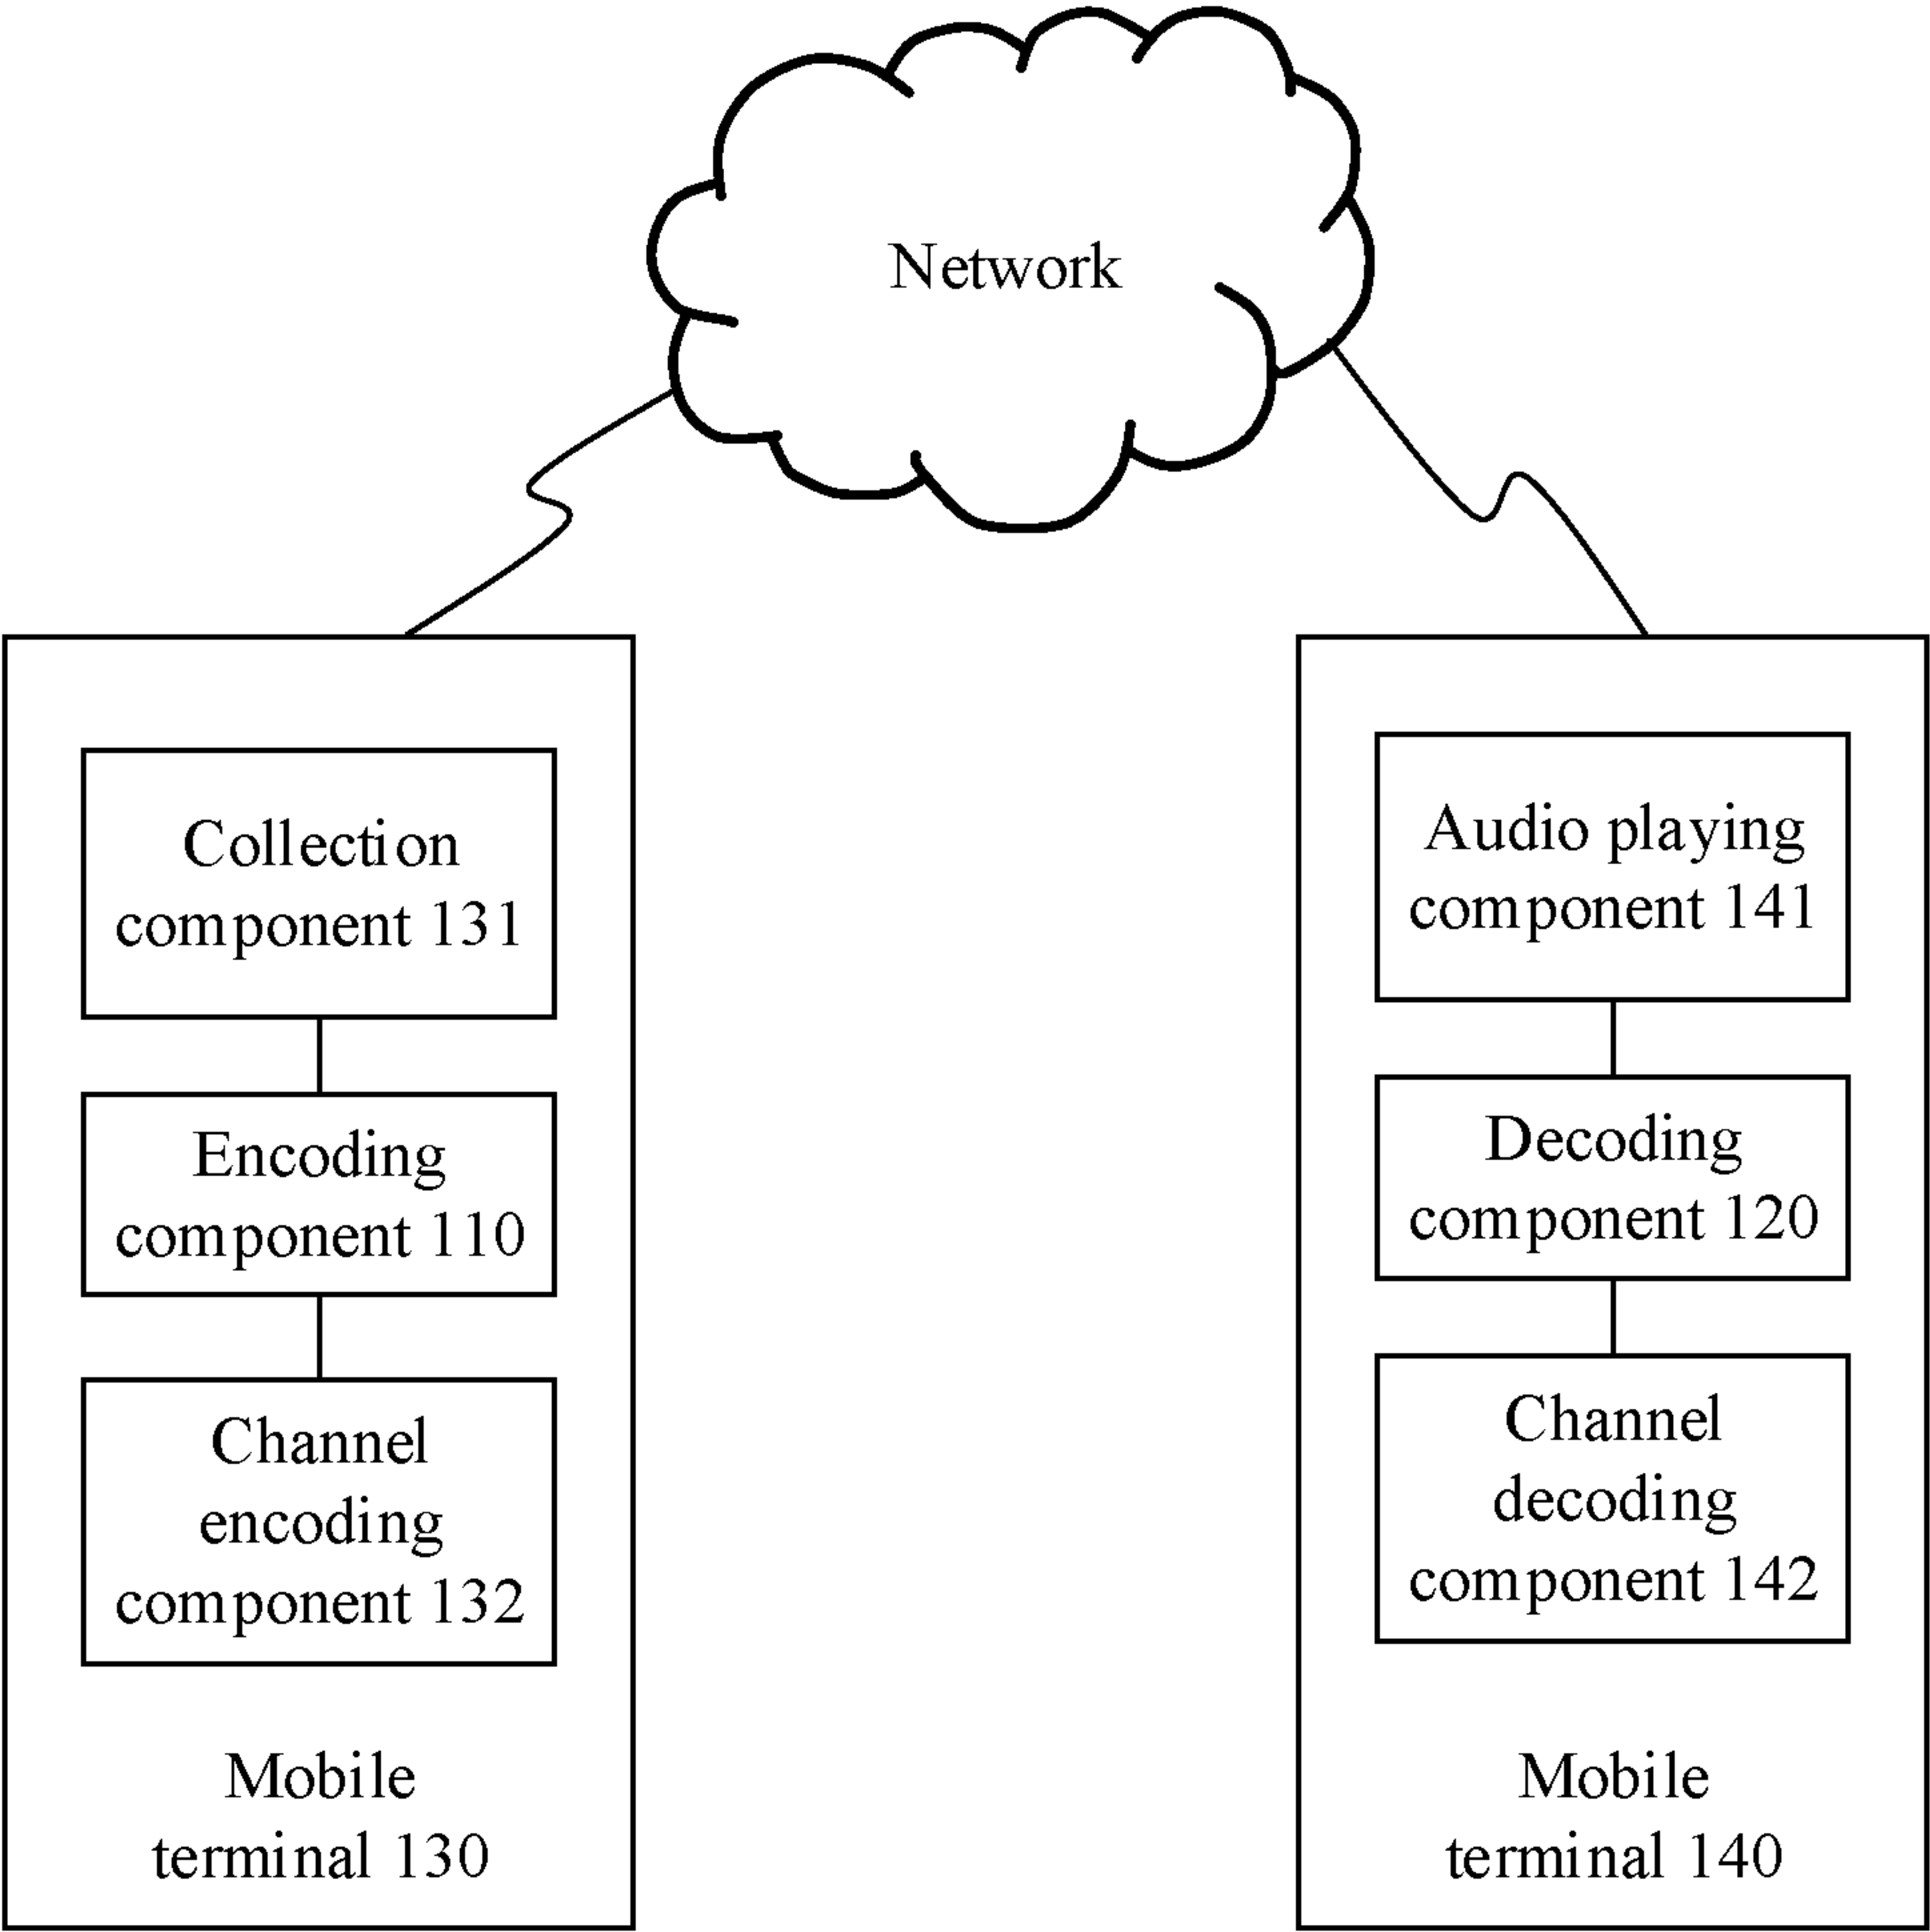 Network
Collection
component 131
Encoding
component 110
Channel
encoding
component 132
Mobile
terminal 130
Audio playing
component 141
Decoding
component 120
Channel
decoding
component 142
Mobile
terminal 140